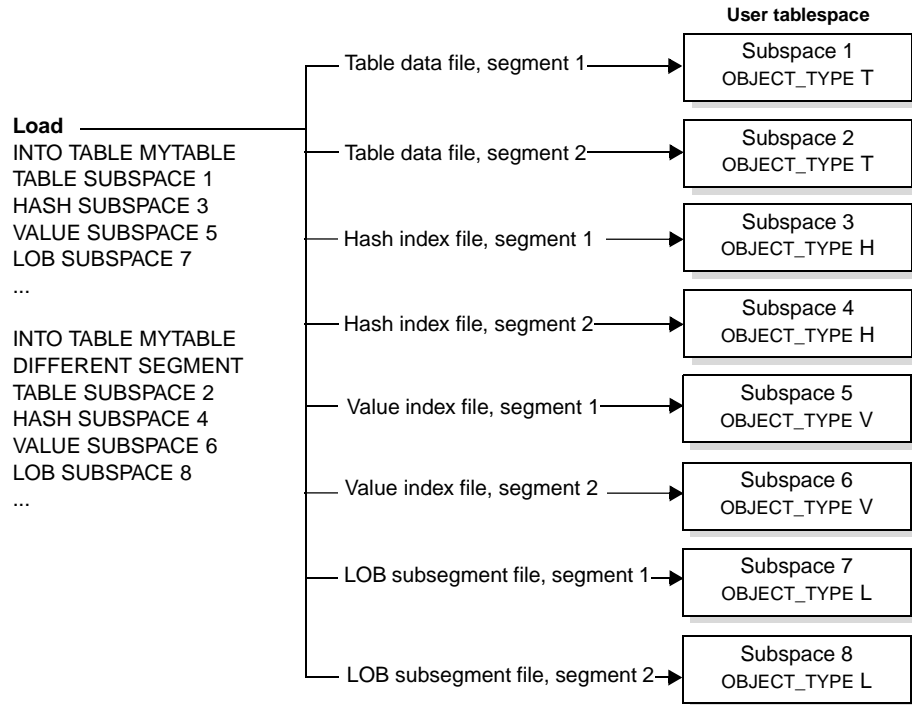 User tablespace
Load
INTO TABLE MYTABLE
TABLE SUBSPACE 1
HASH SUBSPACE 3
VALUE SUBSPACE 5
LOB SUBSPACE 7
...
INTO TABLE MYTABLE
DIFFERENT SEGMENT
TABLE SUBSPACE 2
HASH SUBSPACE 4
VALUE SUBSPACE 6
LOB SUBSPACE 8
...
Table data file, segment 1
Subspace 1
OBJECT_TYPE T
Table data file, segment 2
Subspace 2
OBJECT_TYPE T
Hash index file, segment 1
Subspace 3
OBJECT_TYPE H
Hash index file, segment 2
Subspace 4
OBJECT_TYPE H
Value index file, segment 1
Subspace 5
OBJECT_TYPE V
Value index file, segment 2
Subspace 6
OBJECT_TYPE V
LOB subsegment file, segment 1
Subspace 7
OBJECT_TYPE L
LOB subsegment file, segment 2
Subspace 8
OBJECT_TYPE L